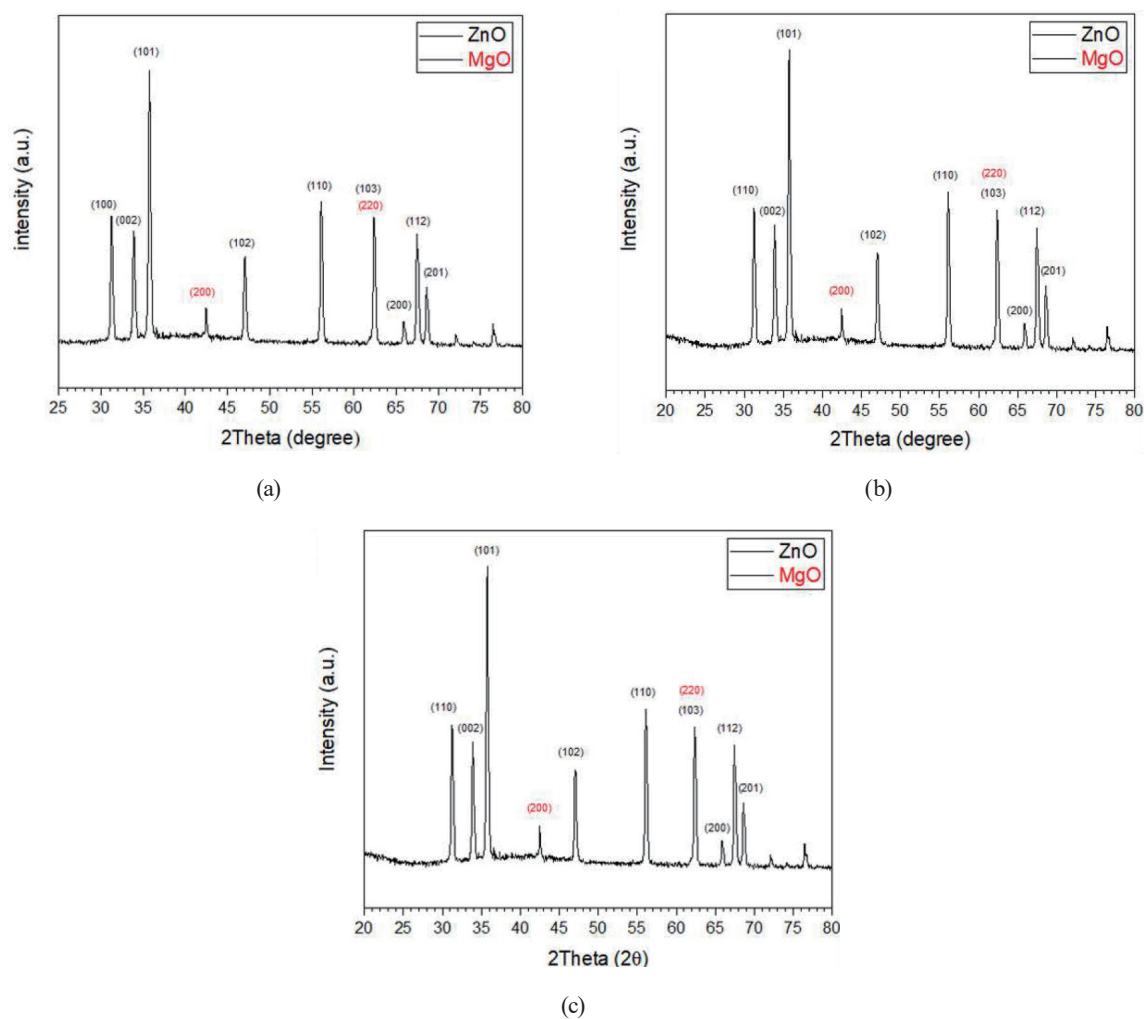 (101)
ZnO
MgO
(100)
(002)
(200)
(102)
(110)
(103)
(220)
(200)
(112)
(201)
intensity (a.u.)
25 30 35 40 45 50 55 60 65 70 75 80
2Theta (degree)
(a)
(101)
ZnO
MgO
(110)
(002)
(200)
(102)
(110)
(220)
(103)
(200)
(112)
(201)
Intensity (a.u.)
20 25 30 35 40 45 50 55 60 65 70 75 80
2Theta (degree)
(b)
(101)
ZnO
MgO
(110)
(002)
(200)
(102)
(110)
(220)
(103)
(200)
(112)
(201)
Intensity (a.u.)
20 25 30 35 40 45 50 55 60 65 70 75 80
2Theta (2θ)
(c)